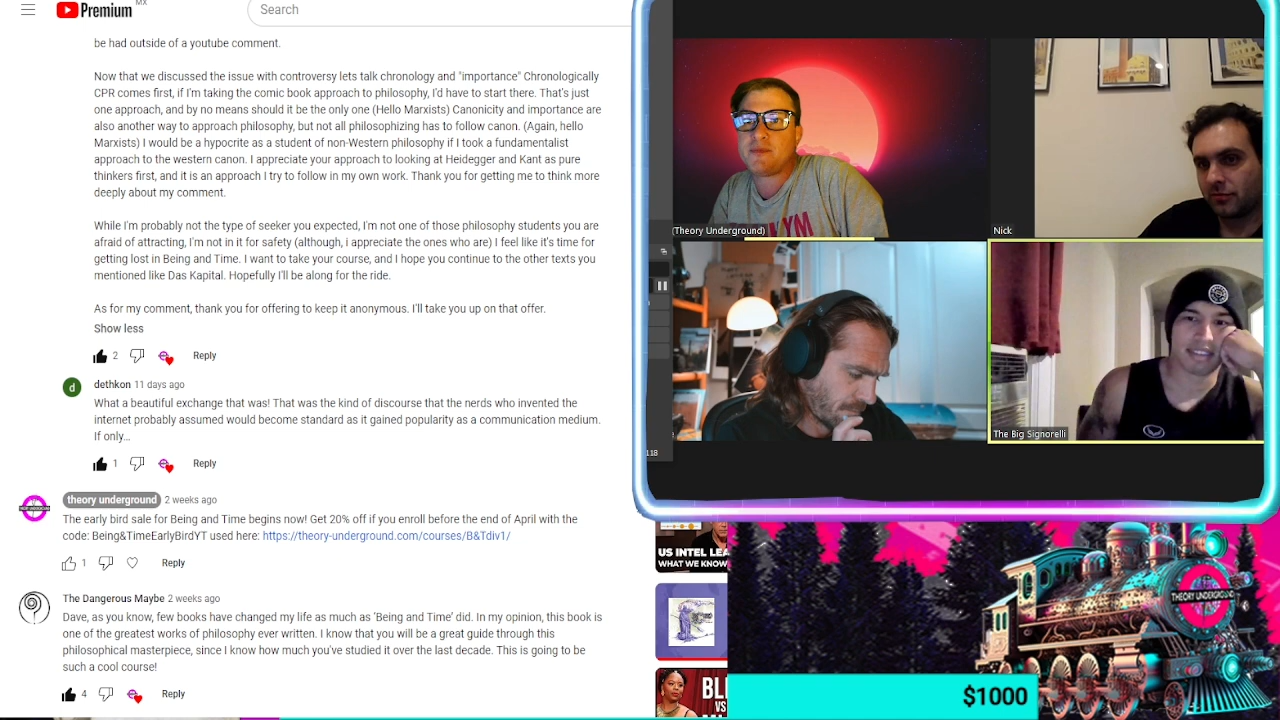 Premium
MX
Search
be had outside of a youtube comment.
Now that we discussed the issue with controversy lets talk chronology and "importance" Chronologically
CPR comes first, if I'm taking the comic book approach to philosophy, I'd have to start there. That's just
one approach, and by no means should it be the only one (Hello Marxists) Canonicity and importance are
also another way to approach philosophy, but not all philosophizing has to follow canon. (Again, hello
Marxists) I would be a hypocrite as a student of non-Western philosophy if I took a fundamentalist
approach to the western canon. I appreciate your approach to looking at Heidegger and Kant as pure
thinkers first, and it is an approach I try to follow in my own work. Thank you for getting me to think more
deeply about my comment.
While I'm probably not the type of seeker you expected, I'm not one of those philosophy students you are
afraid of attracting, I'm not in it for safety (although, i appreciate the ones who are) I feel like it's time for
getting lost in Being and Time. I want to take your course, and I hope you continue to the other texts you
mentioned like Das Kapital. Hopefully I'll be along for the ride.
As for my comment, thank you for offering to keep it anonymous. I'll take you up on that offer.
Show less
2
Reply
d
dethkon 11 days ago
What a beautiful exchange that was! That was the kind of discourse that the nerds who invented the
internet probably assumed would become standard as it gained popularity as a communication medium.
If only...
1
Reply
theory underground 2 weeks ago
The early bird sale for Being and Time begins now! Get 20% off if you enroll before the end of April with the
code: Being&TimeEarlyBirdYT used here: https://theory-underground.com/courses/B&Tdiv1/
1
Reply
The Dangerous Maybe 2 weeks ago
Dave, as you know, few books have changed my life as much as 'Being and Time' did. In my opinion, this book is
one of the greatest works of philosophy ever written. I know that you will be a great guide through this
philosophical masterpiece, since I know how much you've studied it over the last decade. This is going to be
such a cool course!
4
Reply
(Theory Underground)
Nick
The Big Signorelli
118
US INTEL LEA
WHAT WE KNOW
BL
VS
THEORY UNDERGROUND
$1000